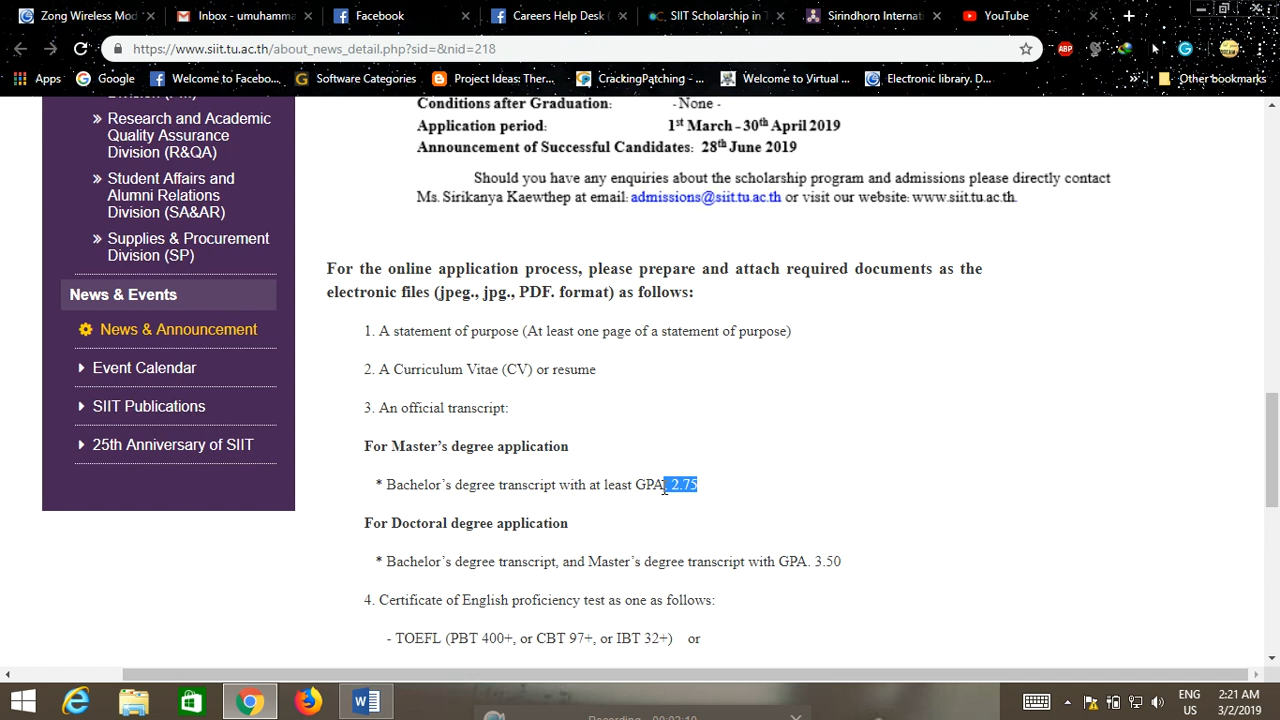 Zong Wireless Mod
Inbox - umuhamma
Facebook
Careers Help Desk (
SIIT Scholarship in T
Sirindhorn Internati
YouTube
https://www.siit.tu.ac.th/about_news_detail.php?sid=&nid=218
ABP
Apps
Google
Welcome to Facebo...
Software Categories
Project Ideas: Ther...
CrackingPatching - ...
Welcome to Virtual ...
Electronic library. D...
Other bookmarks
» Research and Academic
Quality Assurance
Division (R&QA)
» Student Affairs and
Alumni Relations
Division (SA&AR)
» Supplies & Procurement
Division (SP)
News & Events
News & Announcement
Event Calendar
SIIT Publications
25th Anniversary of SIIT
Conditions after Graduation: - None -
Application period: 1st March - 30th April 2019
Announcement of Successful Candidates: 28th June 2019
Should you have any enquiries about the scholarship program and admissions please directly contact
Ms. Sirikanya Kaewthep at email: admissions@siit.tu.ac.th or visit our website: www.siit.tu.ac.th.
For the online application process, please prepare and attach required documents as the
electronic files (jpeg., jpg., PDF. format) as follows:
1. A statement of purpose (At least one page of a statement of purpose)
2. A Curriculum Vitae (CV) or resume
3. An official transcript:
For Master's degree application
* Bachelor's degree transcript with at least GPA. 2.75
For Doctoral degree application
* Bachelor's degree transcript, and Master's degree transcript with GPA. 3.50
4. Certificate of English proficiency test as one as follows:
- TOEFL (PBT 400+, or CBT 97+, or IBT 32+) or
ENG
US
2:21 AM
3/2/2019